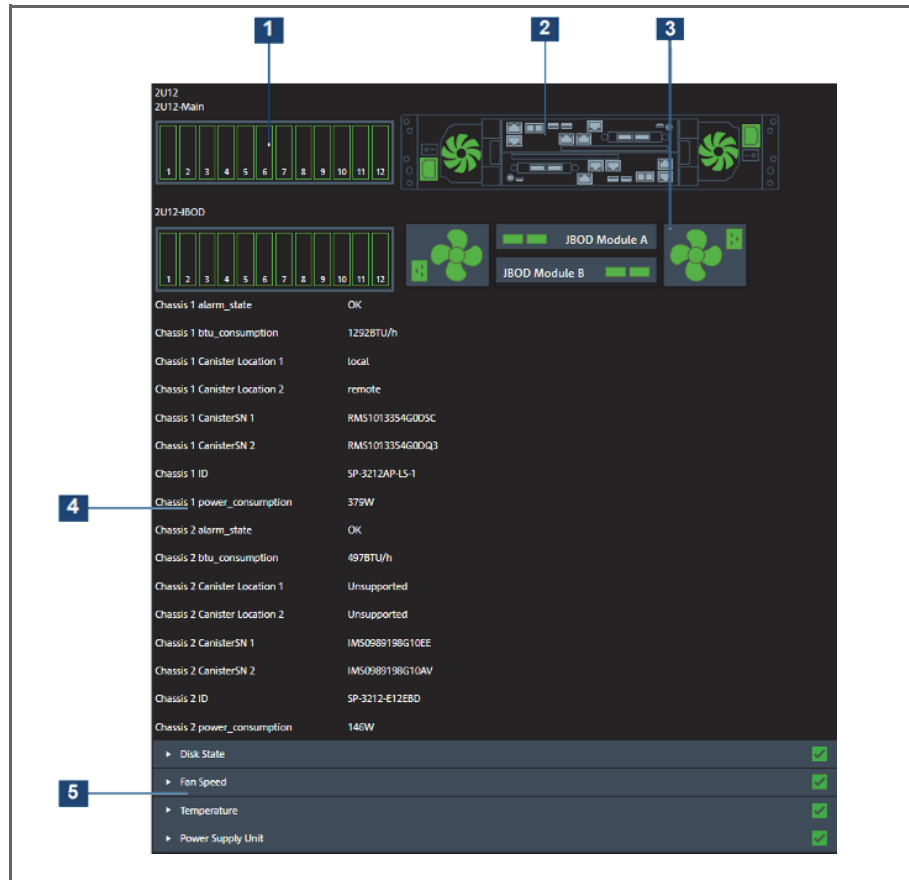 1 2 3
2U12
2U12-Main
1 2 3 4 5 6 7 8 9 10 11 12
2U12-JBOD
JBOD Module A
JBOD Module B
1 2 3 4 5 6 7 8 9 10 11 12
Chassis 1 alarm_state OK
Chassis 1 btu_consumption 1292BTU/h
Chassis 1 Canister Location 1 local
Chassis 1 Canister Location 2 remote
Chassis 1 CanisterSN 1 RMS1013354G0DSC
Chassis 1 CanisterSN 2 RMS1013354G0DQ3
Chassis 1 ID SP-3212AP-LS-1
4
Chassis 1 power_consumption 379W
Chassis 2 alarm_state OK
Chassis 2 btu_consumption 497BTU/h
Chassis 2 Canister Location 1 Unsupported
Chassis 2 Canister Location 2 Unsupported
Chassis 2 CanisterSN 1 IMS0989198G10EE
Chassis 2 CanisterSN 2 IMS0989198G10AV
Chassis 2 ID SP-3212-E12EBD
Chassis 2 power_consumption 146W
Disk State
Fan Speed
5
Temperature
Power Supply Unit